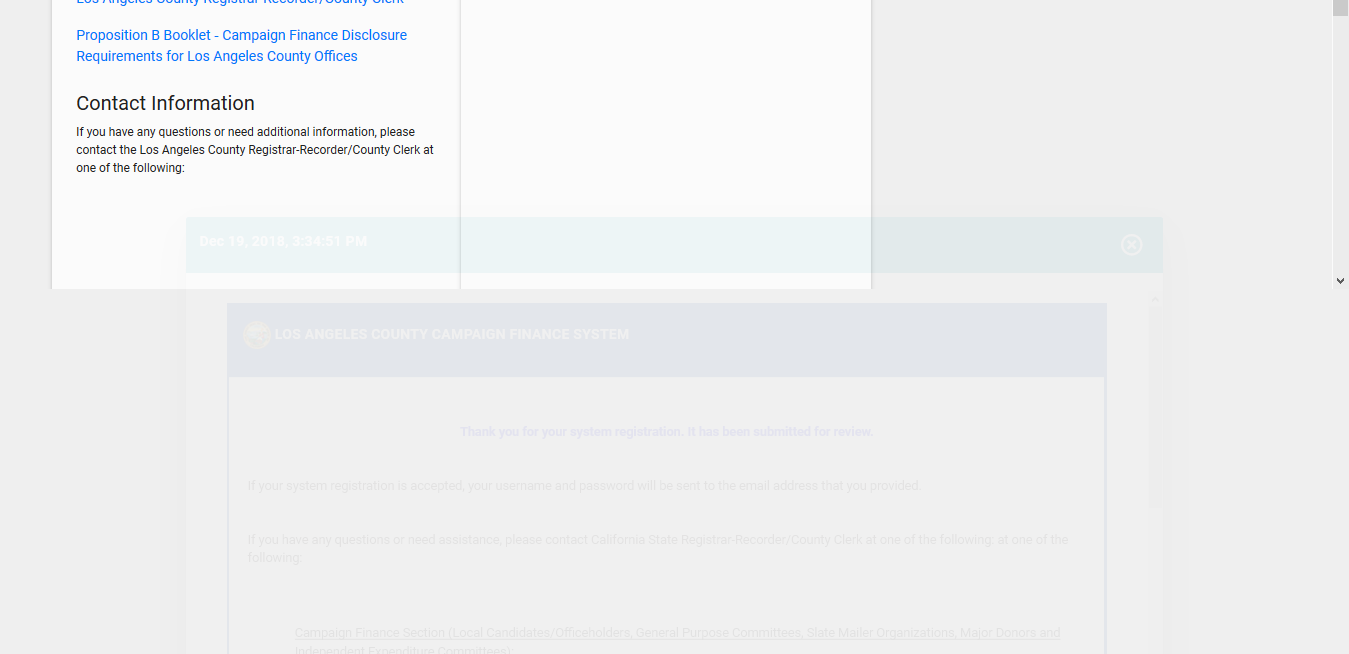 Los Angeles County Registrar-Recorder/County Clerk
Proposition B Booklet - Campaign Finance Disclosure
Requirements for Los Angeles County Offices
Contact Information
If you have any questions or need additional information, please
contact the Los Angeles County Registrar-Recorder/County Clerk at
one of the following:
Dec 19, 2018, 3:34:51 PM
LOS ANGELES COUNTY CAMPAIGN FINANCE SYSTEM
Thank you for your system registration. It has been submitted for review.
If your system registration is accepted, your username and password will be sent to the email address that you provided.
If you have any questions or need assistance, please contact California State Registrar-Recorder/County Clerk at one of the following: at one of the
following:
Campaign Finance Section (Local Candidates/Officeholders, General Purpose Committees, Slate Mailer Organizations, Major Donors and
Independent Expenditure Committees):